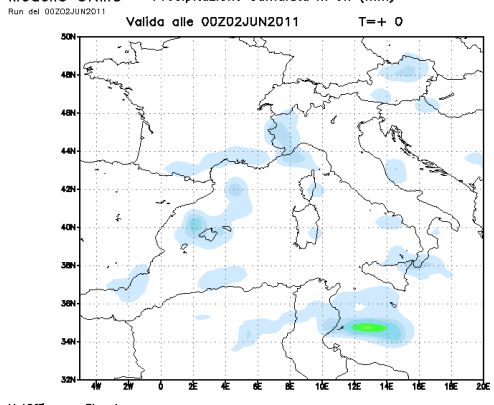 Run del 00Z02JUN2011
Valida alle 00Z02JUN2011 T=+ 0
50N
48N
46N
44N
42N
40N
38N
36N
34N
32N
4W 2W 0 2E 4E 6E 8E 10E 12E 14E 16E 18E 20E